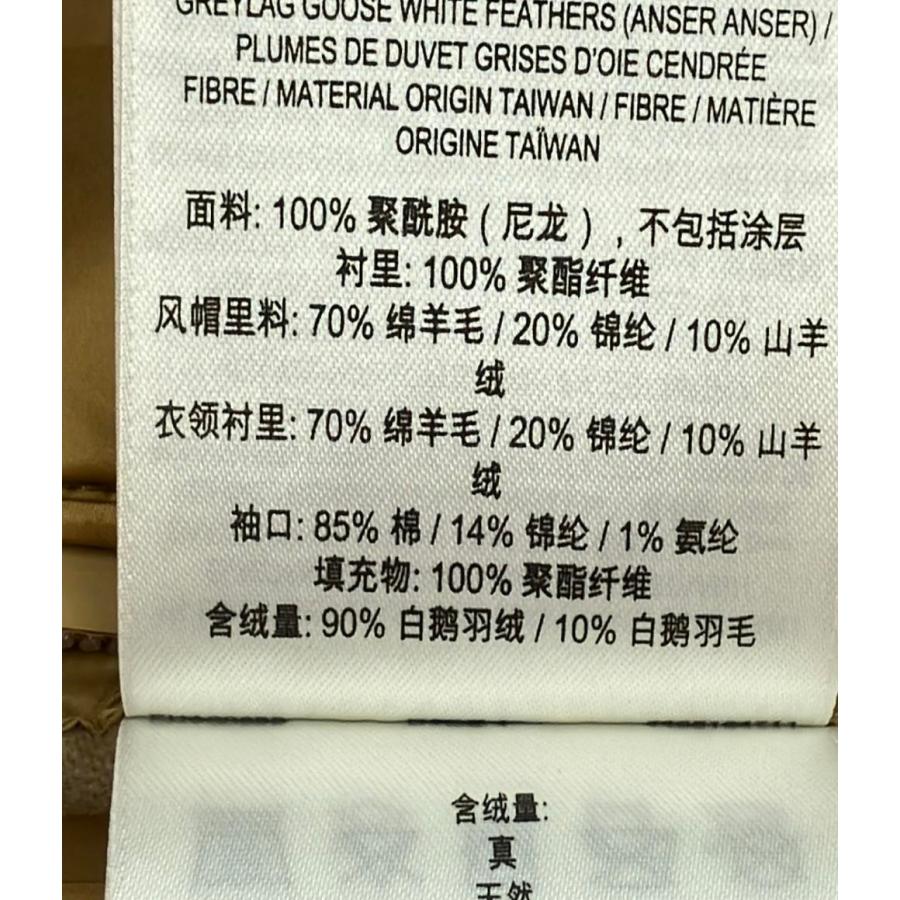 GREYLAG GOOSE WHITE FEATHERS (ANSER ANSER) /
PLUMES DE DUVET GRISES D'OIE CENDRÉE
FIBRE / MATERIAL ORIGIN TAIWAN / FIBRE / MATIÈRE
ORIGINE TAÏWAN
面料: 100% 聚酰胺 ( 尼龙 ) , 不包括涂层
衬里: 100% 聚酯纤维
风帽里料: 70% 绵羊毛 / 20% 锦纶 / 10% 山羊
绒
衣领衬里: 70% 绵羊毛 / 20% 锦纶 / 10% 山羊
绒
袖口: 85% 棉 / 14% 锦纶 / 1% 氨纶
填充物: 100% 聚酯纤维
含绒量: 90% 白鹅羽绒 / 10% 白鹅羽毛
含绒量:
真
天然